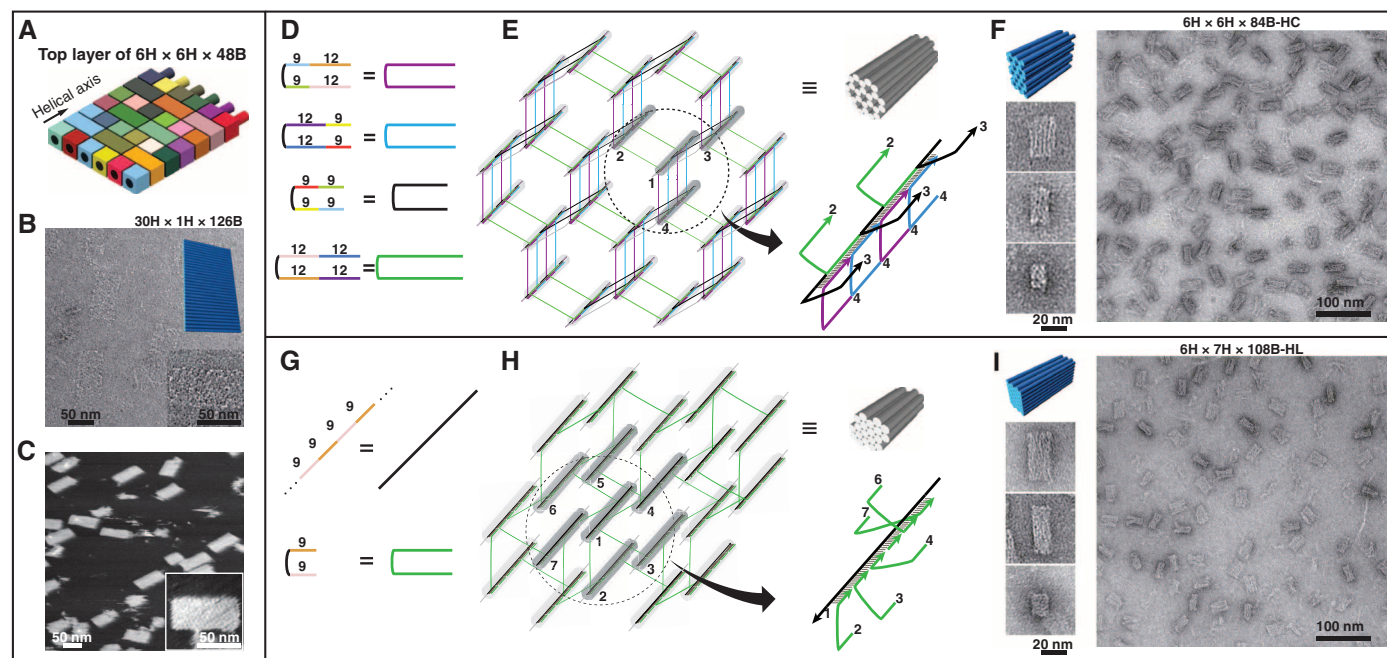 A
Top layer of 6H × 6H × 48B
Helical axis
B
30H × 1H × 126B
50 nm
50 nm
C
50 nm
50 nm
D
9 12
=
9 12
12 9
=
12 9
9 9
=
9 9
12 12
=
12 12
E
2
3
1
4
≡
3
2
3
2
4
4
3
4
F
6H × 6H × 84B-HC
20 nm
100 nm
G
9
9
9
9
=
9
=
9
H
5
6
4
1
7
3
2
≡
6
7
4
3
1
2
I
6H × 7H × 108B-HL
20 nm
100 nm